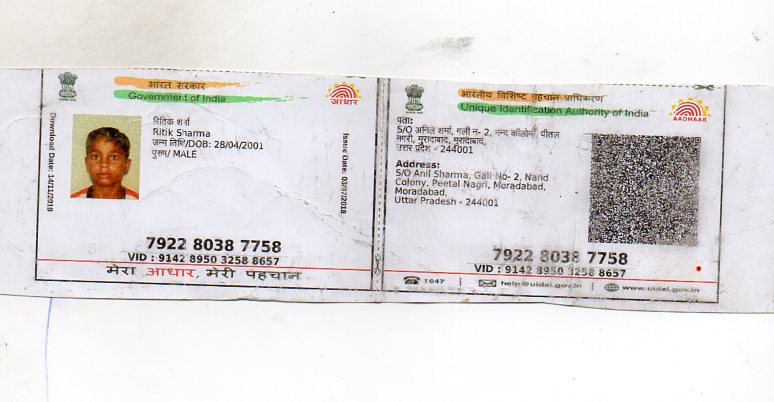 भारत सरकार
Government of India
आधार
Download Date: 14/11/2019
रितिक शर्मा
Ritik Sharma
जन्म तिथि/DOB: 28/04/2001
पुरुष/ MALE
Issue Date: 03/07/2018
7922 8038 7758
VID : 9142 8950 3258 8657
मेरा आधार, मेरी पहचान
भारतीय विशिष्ट पहचान प्राधिकरण
Unique Identification Authority of India
AADHAAR
पता:
S/O अनिल शर्मा, गली न- 2, नन्द कॉलोनी, पीतल
नगरी, मुरादाबाद, मुरादाबाद,
उत्तर प्रदेश - 244001
Address:
S/O Anil Sharma, Gali No- 2, Nand
Colony, Peetal Nagri, Moradabad,
Moradabad,
Uttar Pradesh - 244001
7922 8038 7758
VID : 9142 8950 3258 8657
1947 | help@uidai.gov.in | www.uidai.gov.in